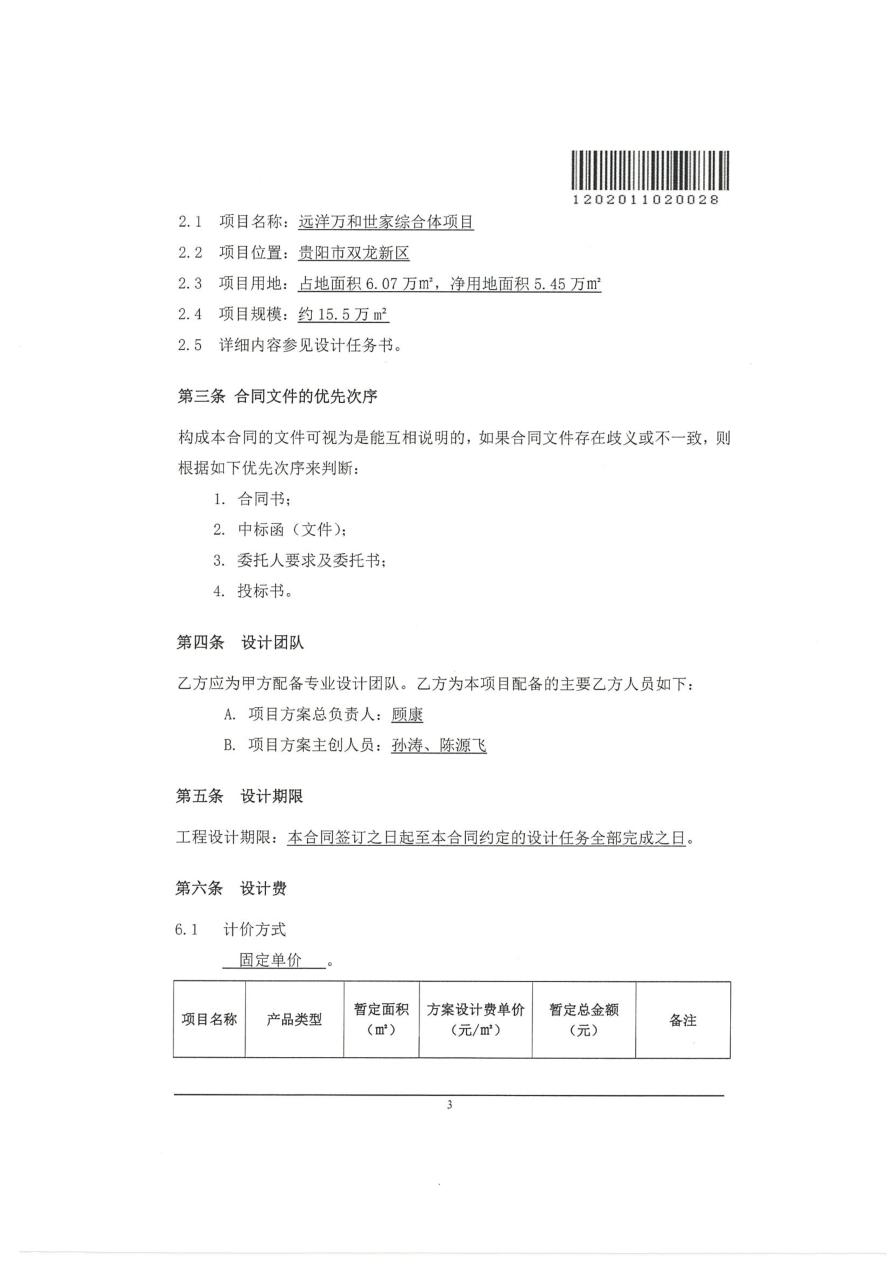 1202011020028
2.1 项目名称：远洋万和世家综合体项目
2.2 项目位置：贵阳市双龙新区
2.3 项目用地：占地面积 6.07 万㎡，净用地面积 5.45 万㎡
2.4 项目规模：约 15.5 万㎡
2.5 详细内容参见设计任务书。
第三条 合同文件的优先次序
构成本合同的文件可视为是能互相说明的，如果合同文件存在歧义或不一致，则
根据如下优先次序来判断：
1. 合同书；
2. 中标函（文件）；
3. 委托人要求及委托书；
4. 投标书。
第四条 设计团队
乙方应为甲方配备专业设计团队。乙方为本项目配备的主要乙方人员如下：
A. 项目方案总负责人：顾康
B. 项目方案主创人员：孙涛、陈源飞
第五条 设计期限
工程设计期限：本合同签订之日起至本合同约定的设计任务全部完成之日。
第六条 设计费
6.1 计价方式
固定单价 。
项目名称 产品类型 暂定面积（㎡） 方案设计费单价（元/㎡） 暂定总金额（元） 备注
3